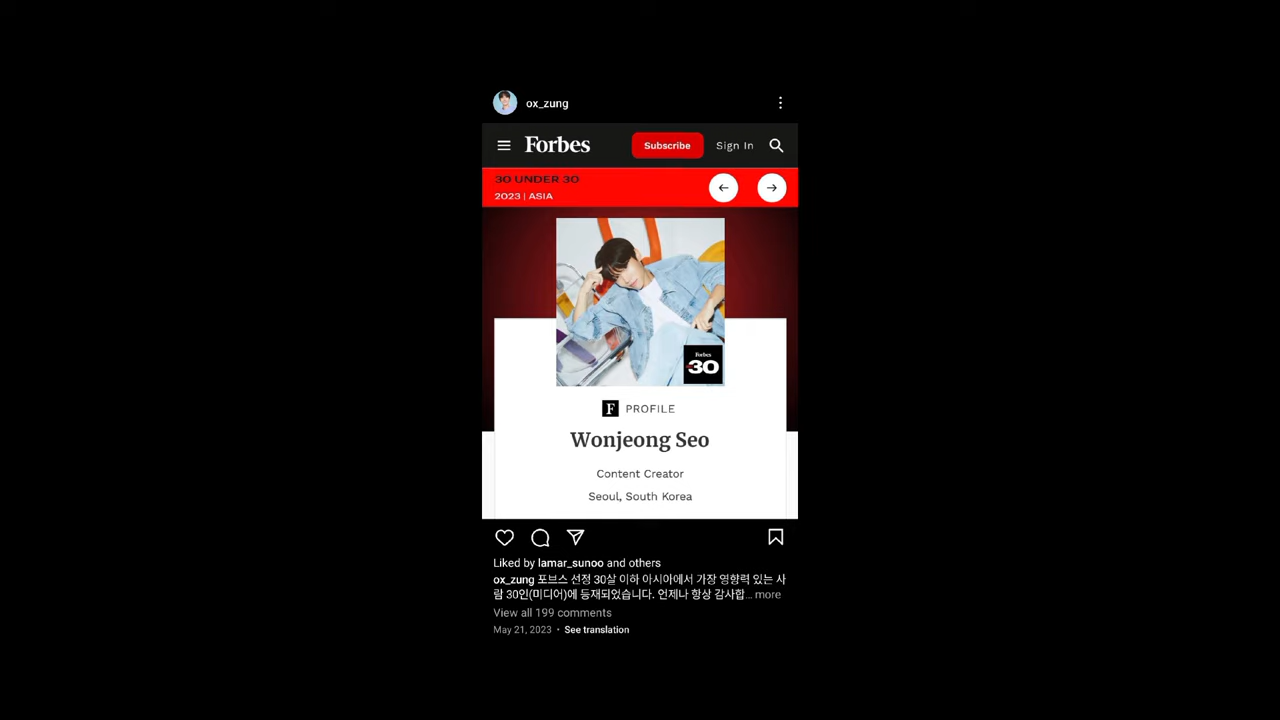 ox_zung
Forbes
Subscribe
Sign In
30 UNDER 30
2023 | ASIA
Forbes
30
F PROFILE
Wonjeong Seo
Content Creator
Seoul, South Korea
Liked by lamar_sunoo and others
ox_zung 포브스 선정 30살 이하 아시아에서 가장 영향력 있는 사
람 30인(미디어)에 등재되었습니다. 언제나 항상 감사합... more
View all 199 comments
May 21, 2023 • See translation